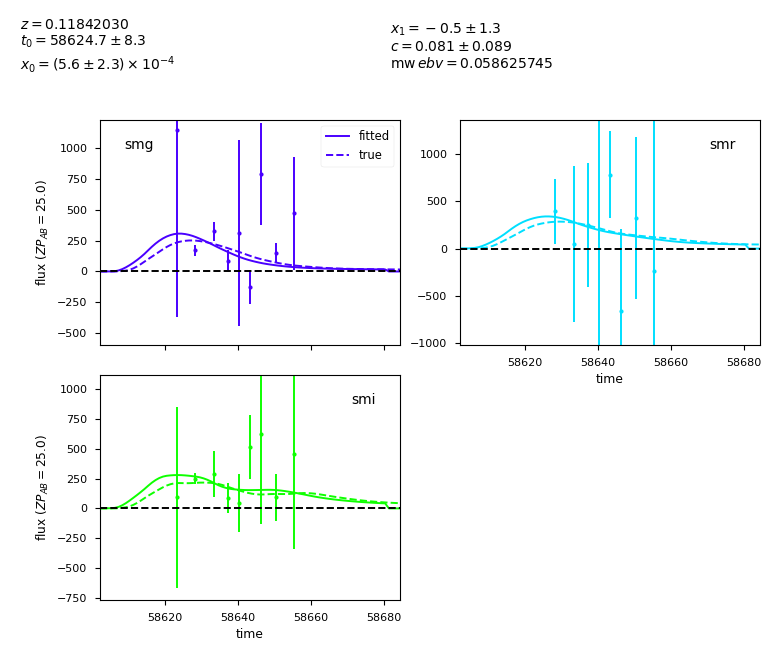 z = 0.11842030
t₀ = 58624.7 ± 8.3
x₀ = (5.6 ± 2.3) × 10⁻⁴
x₁ = −0.5 ± 1.3
c = 0.081 ± 0.089
mw ebv = 0.058625745
smg
fitted
true
1000
750
500
250
0
−250
−500
flux (ZP_AB = 25.0)
smr
1000
500
0
−500
−1000
58620 58640 58660 58680
time
smi
1000
750
500
250
0
−250
−500
−750
flux (ZP_AB = 25.0)
58620 58640 58660 58680
time